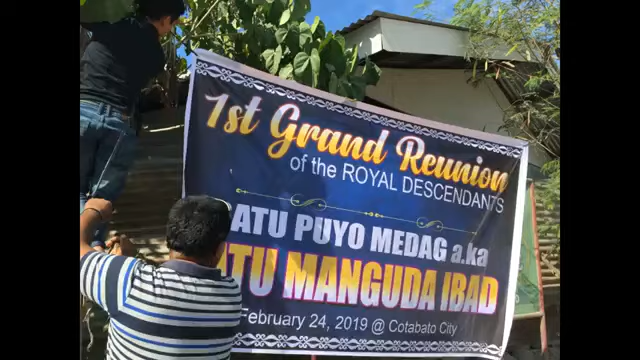 1st Grand Reunion
of the ROYAL DESCENDANTS
ATU PUYO MEDAG a.ka
TU MANGUDA IBAD
February 24, 2019 @ Cotabato City